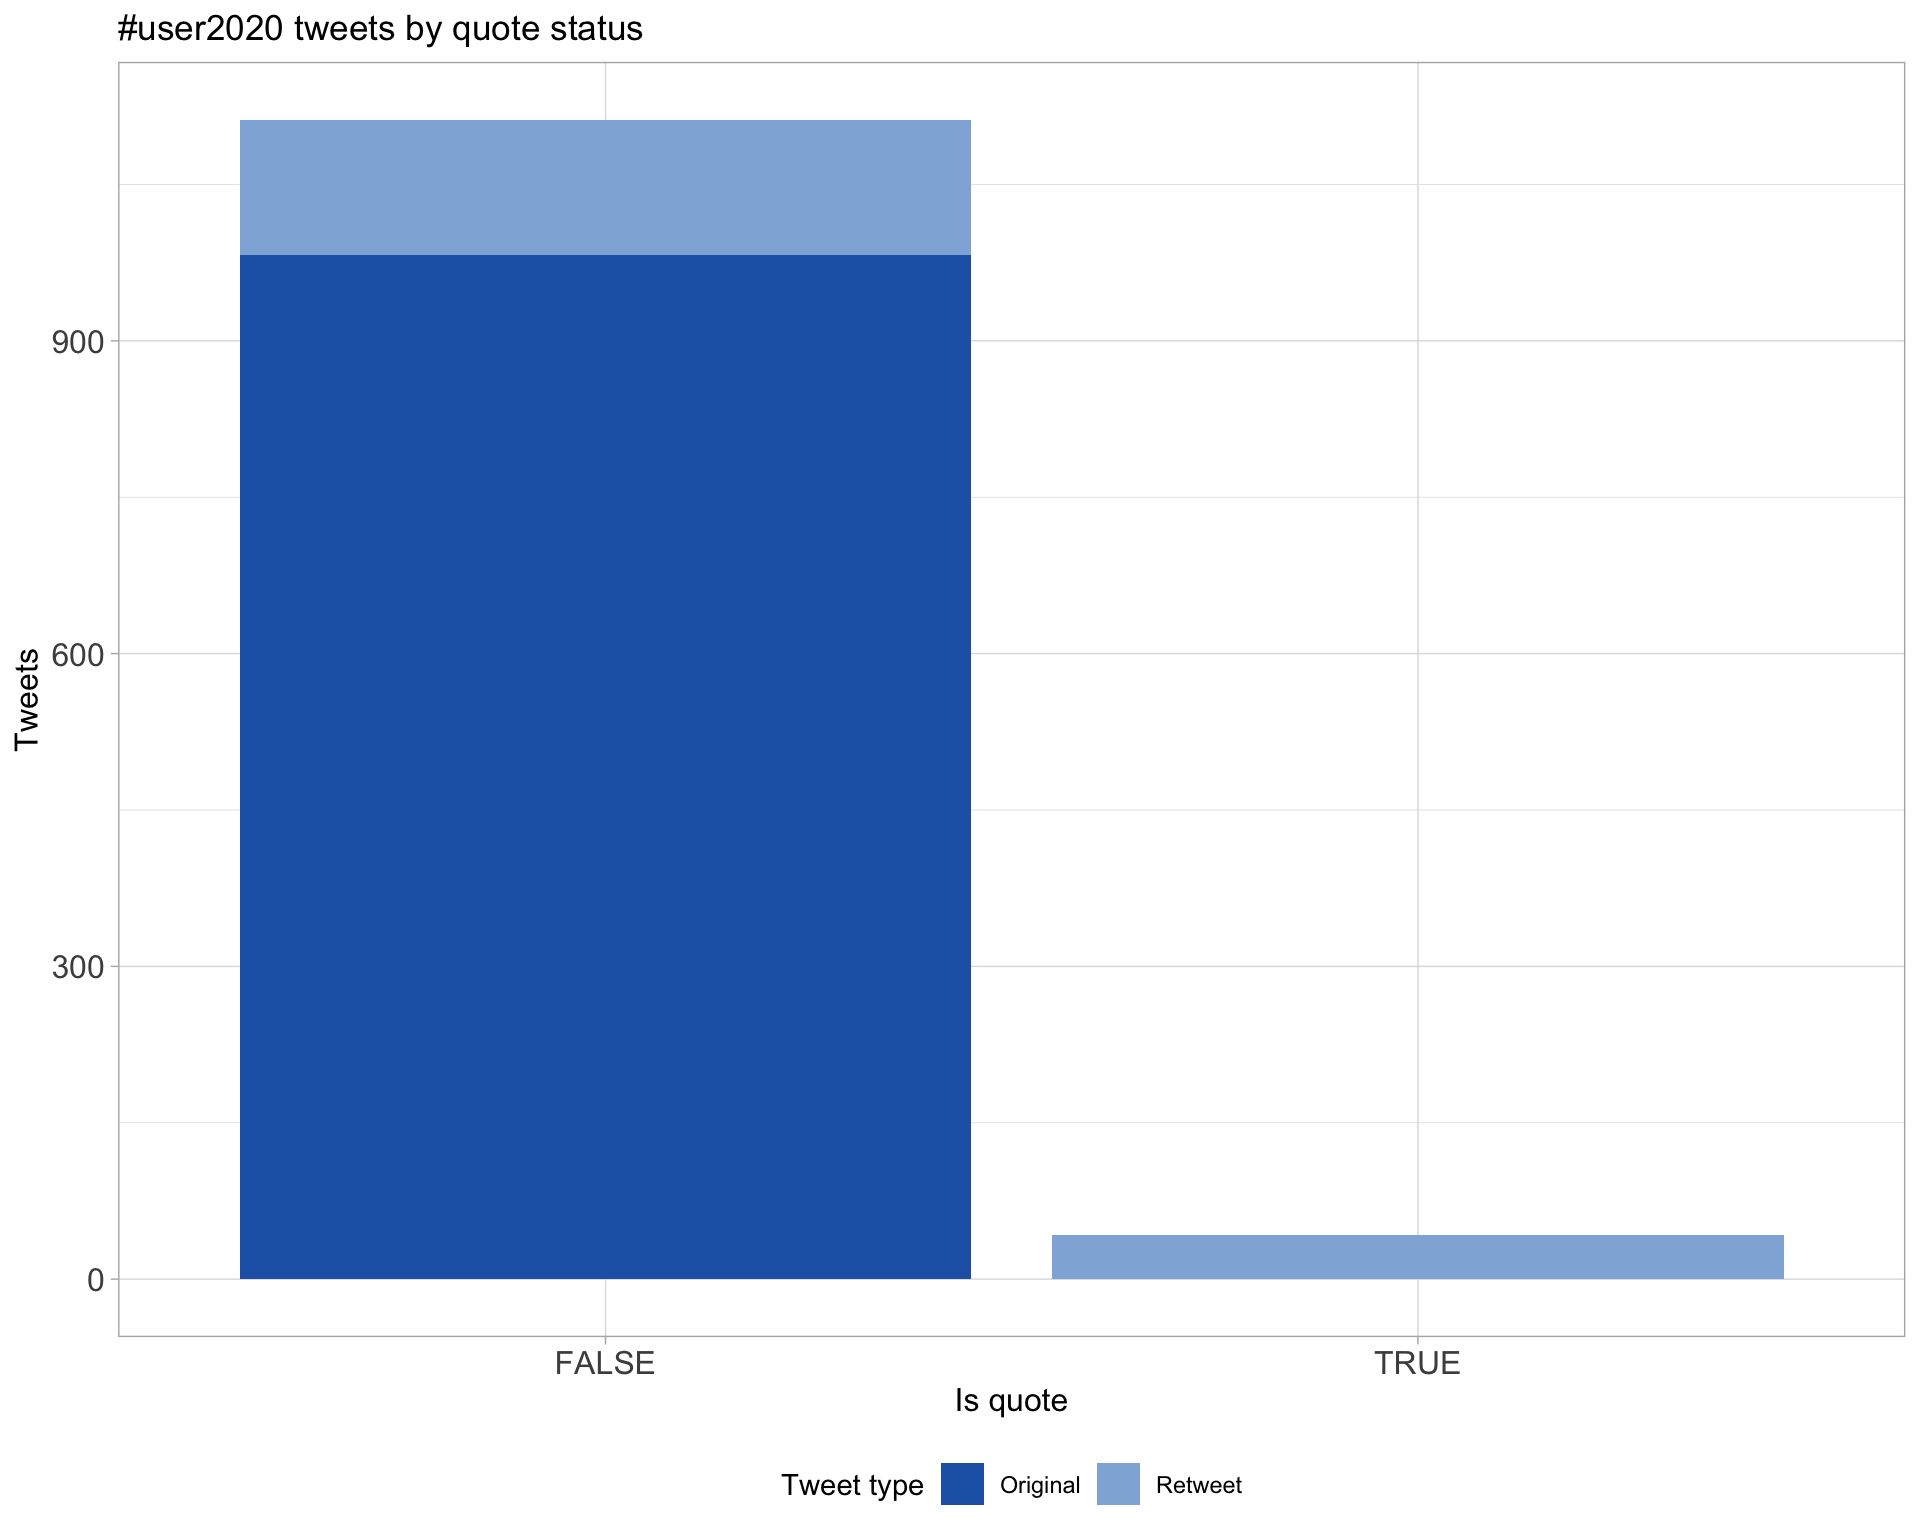 #user2020 tweets by quote status
900
600
300
0
Tweets
FALSE
TRUE
Is quote
Tweet type
Original
Retweet